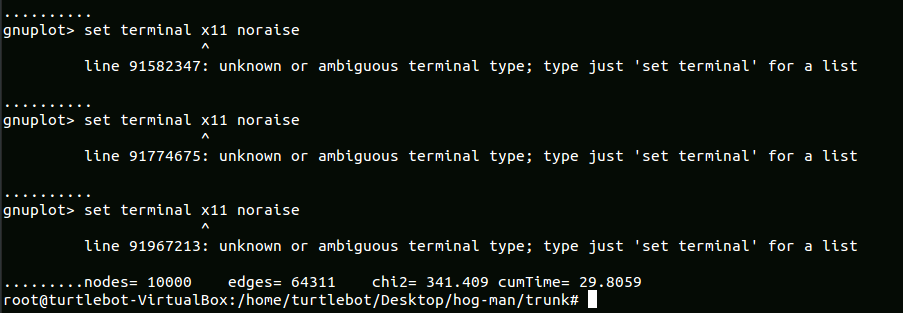 ..........
gnuplot> set terminal x11 noraise
^
line 91582347: unknown or ambiguous terminal type; type just 'set terminal' for a list
..........
gnuplot> set terminal x11 noraise
^
line 91774675: unknown or ambiguous terminal type; type just 'set terminal' for a list
..........
gnuplot> set terminal x11 noraise
^
line 91967213: unknown or ambiguous terminal type; type just 'set terminal' for a list
.........nodes= 10000    edges= 64311    chi2= 341.409 cumTime= 29.8059
root@turtlebot-VirtualBox:/home/turtlebot/Desktop/hog-man/trunk#